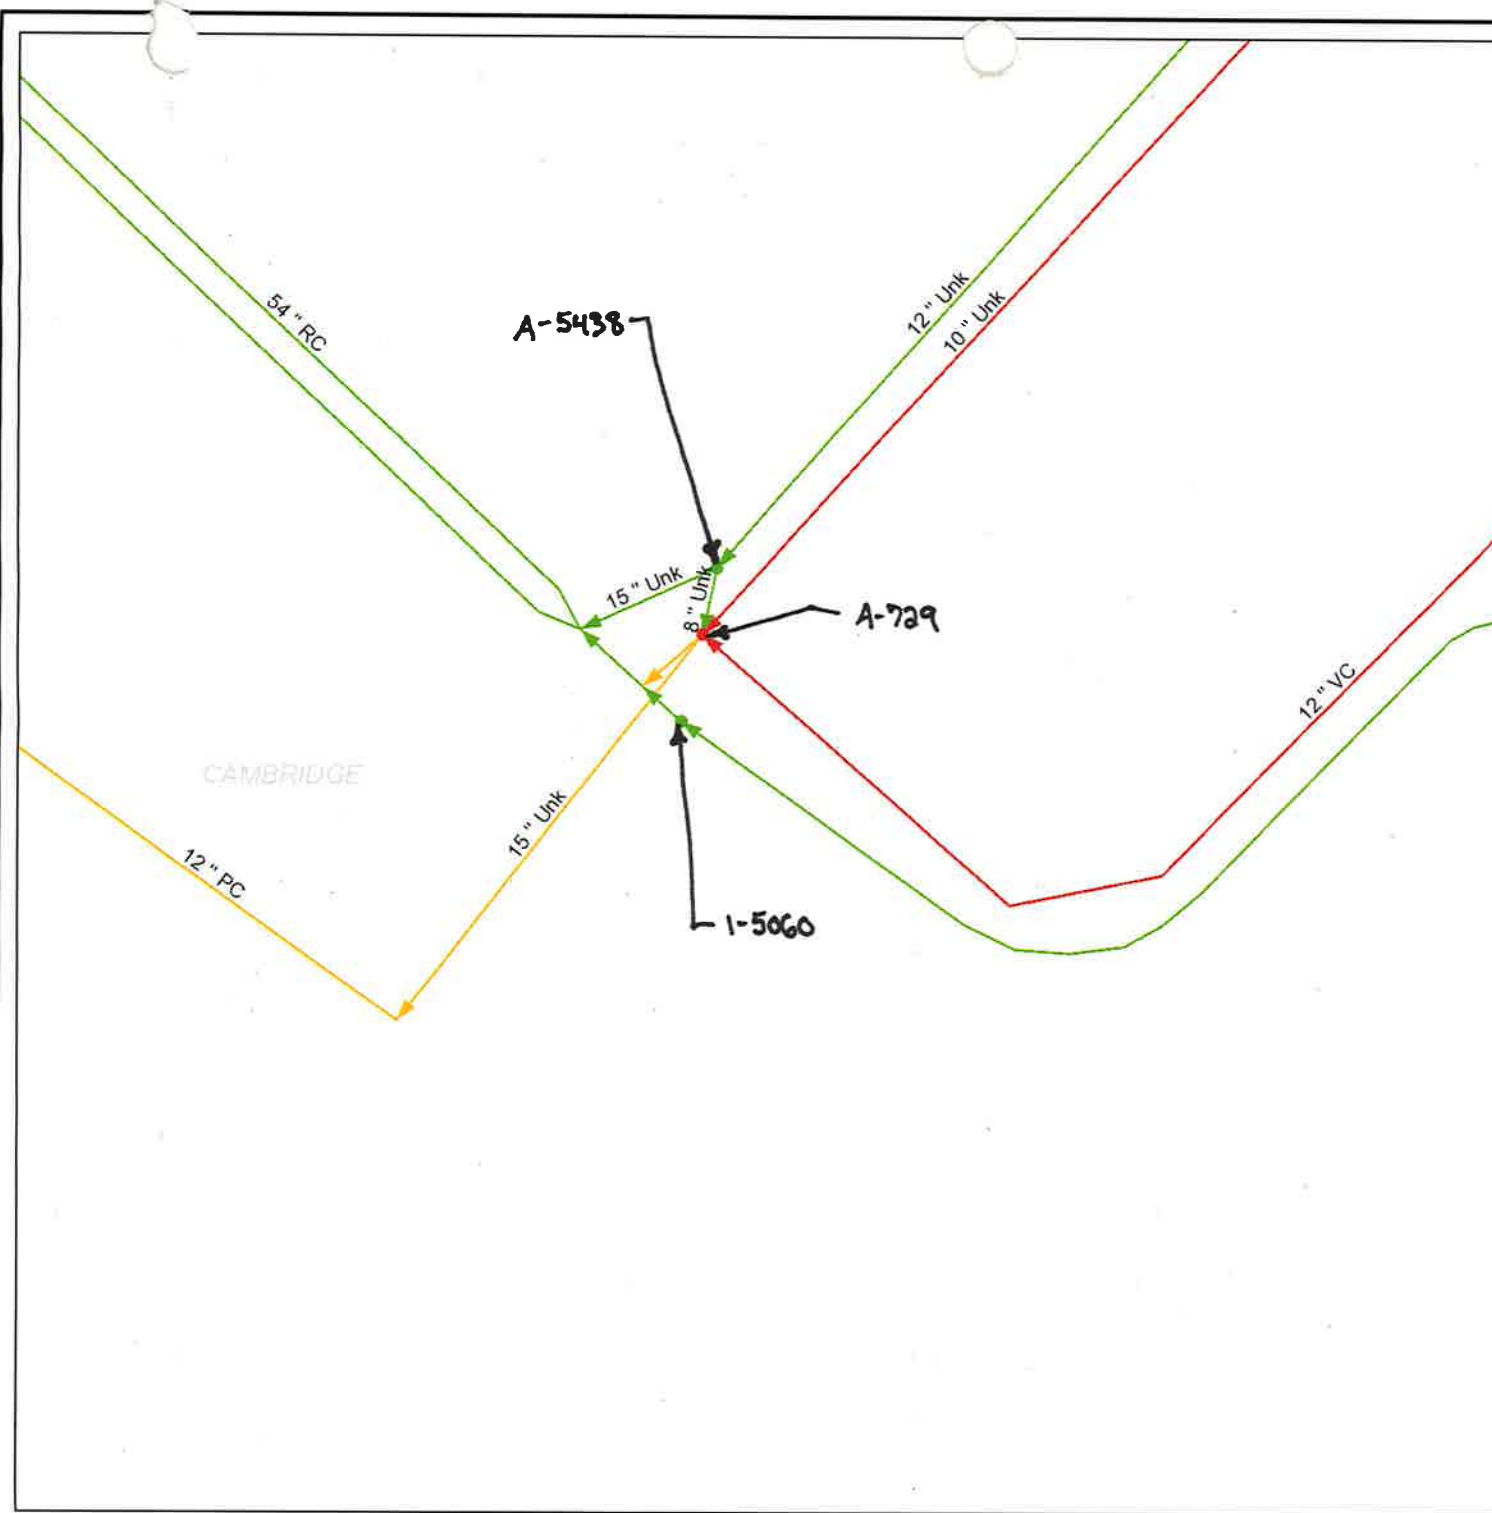 54 " RC
A-5438
12 " Unk
10 " Unk
15 " Unk
8 " Unk
A-729
12 " VC
CAMBRIDGE
15 " Unk
12 " PC
1-5060